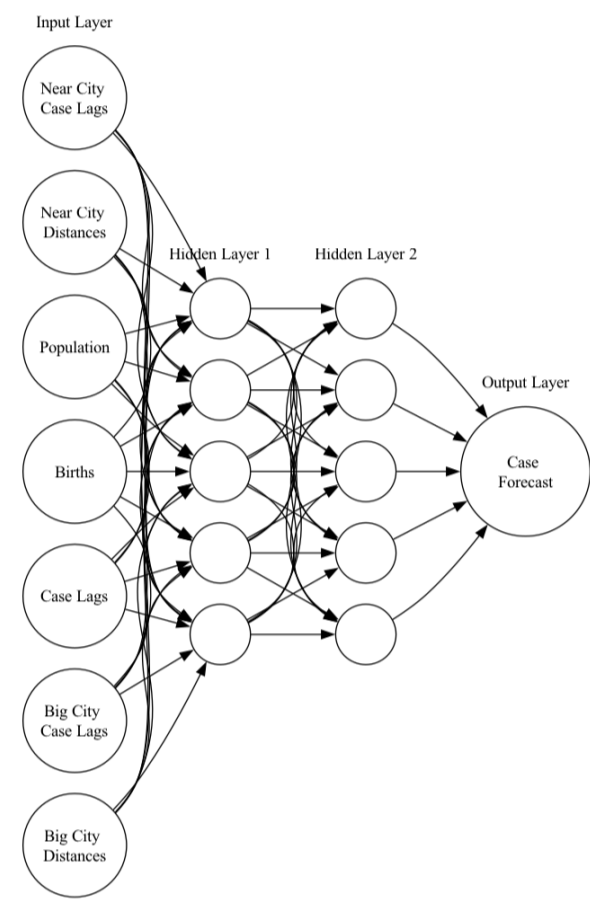 Input Layer
Near City
Case Lags
Near City
Distances
Hidden Layer 1
Hidden Layer 2
Population
Output Layer
Births
Case
Forecast
Case Lags
Big City
Case Lags
Big City
Distances